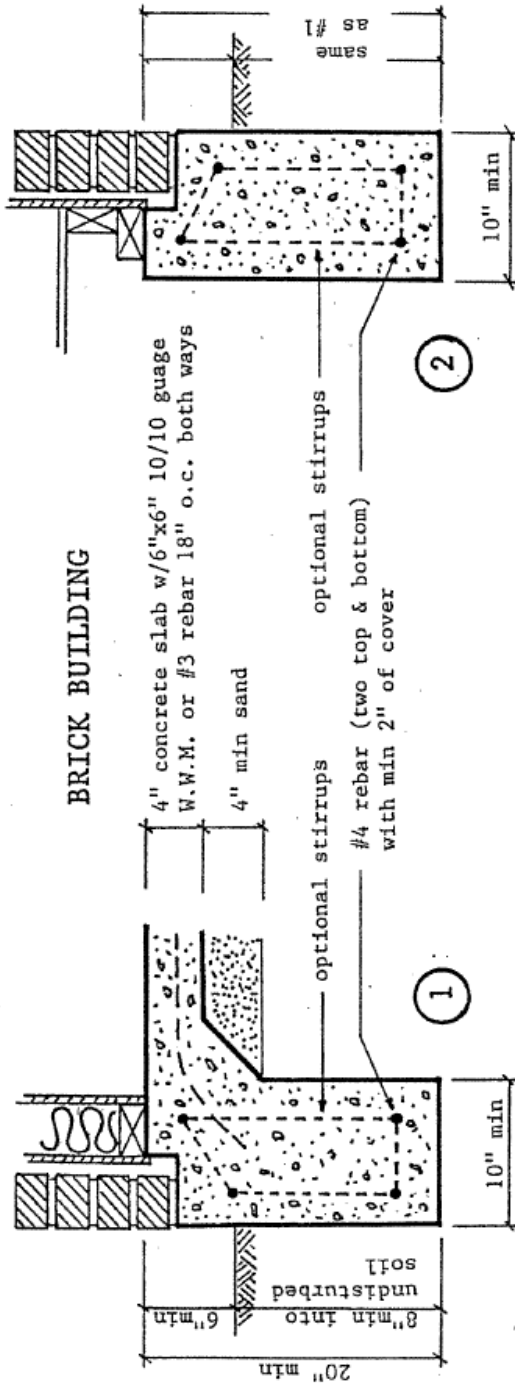 BRICK BUILDING
4" concrete slab w/6"x6" 10/10 guage
W.W.M. or #3 rebar 18" o.c. both ways
4" min sand
optional stirrups
optional stirrups
#4 rebar (two top & bottom)
with min 2" of cover
20" min
6"min
8"min into
undisturbed
soil
10" min
1
same
as #1
10" min
2